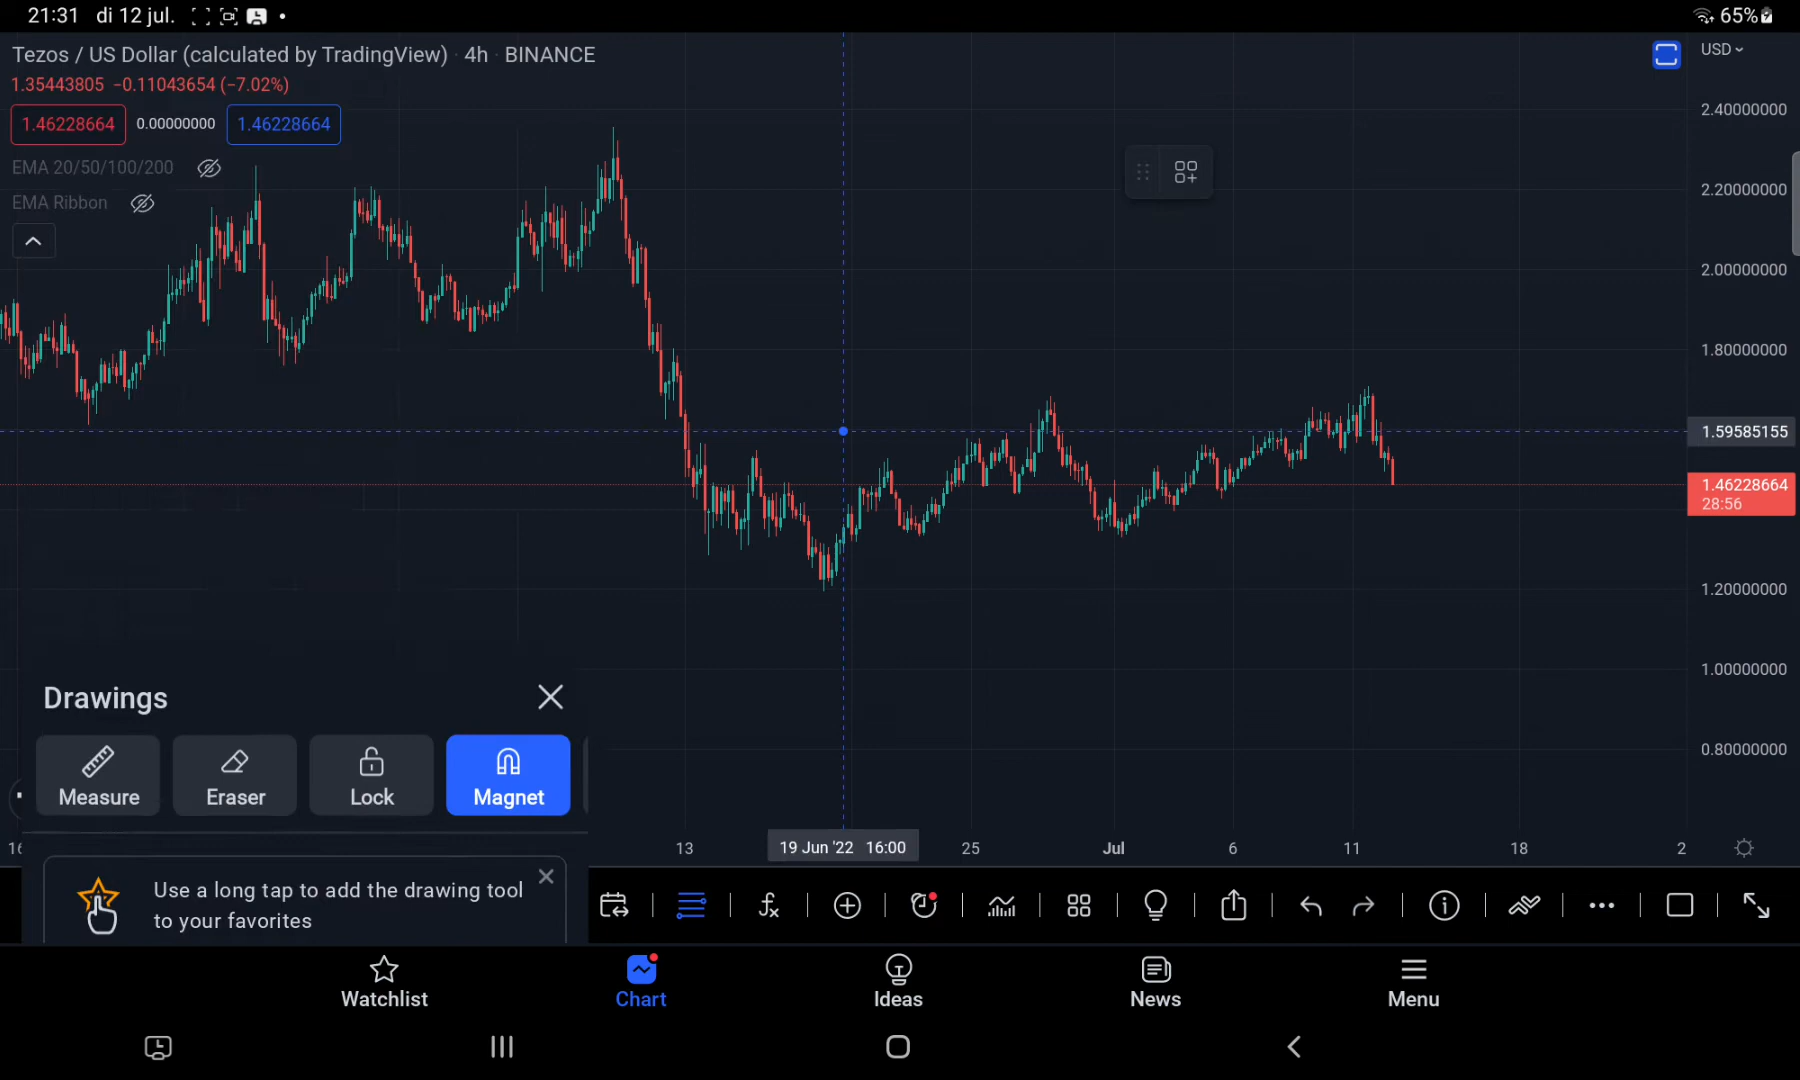 21:31 di 12 jul. 65%
Tezos / US Dollar (calculated by TradingView) · 4h · BINANCE
USD
1.35443805 −0.11043654 (−7.02%)
1.46228664 0.00000000 1.46228664
EMA 20/50/100/200
EMA Ribbon
2.40000000
2.20000000
2.00000000
1.80000000
1.59585155
1.46228664
28:56
1.20000000
1.00000000
0.80000000
Drawings
Measure Eraser Lock Magnet
16 13 19 Jun '22 16:00 25 Jul 6 11 18 2
Use a long tap to add the drawing tool
to your favorites
Watchlist Chart Ideas News Menu